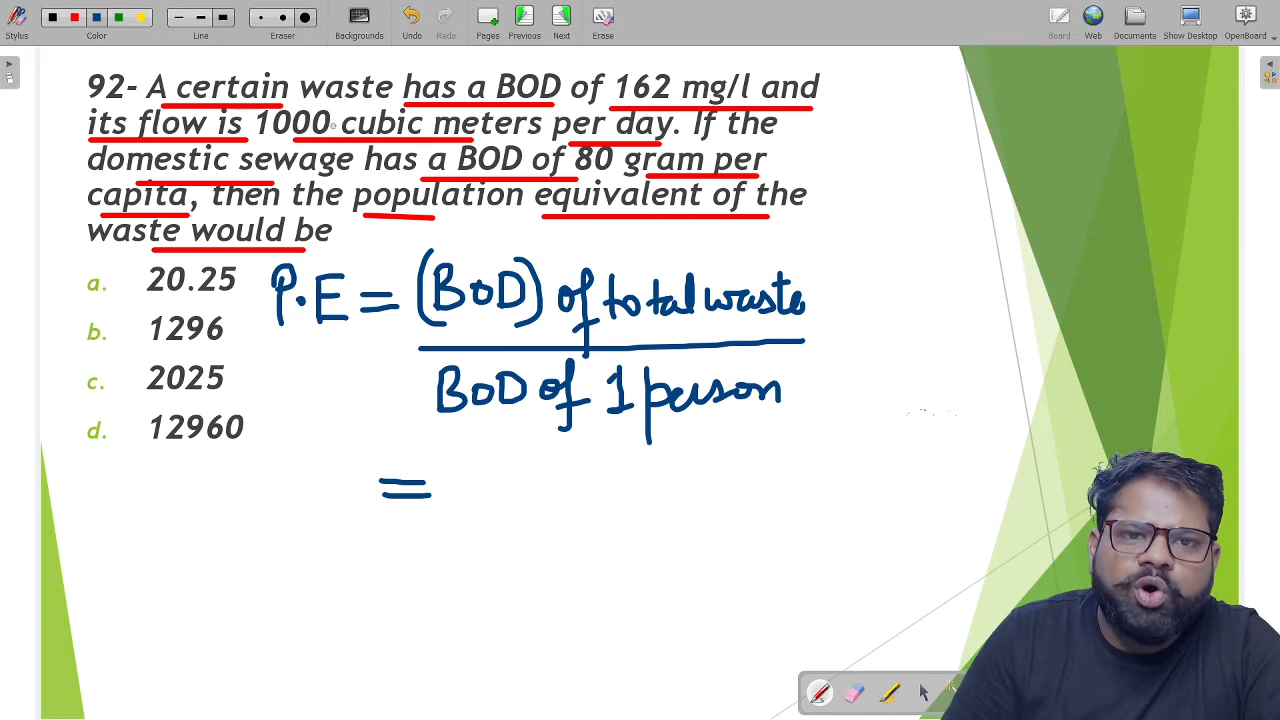 Stylus
Color
Line
Eraser
Backgrounds
Undo
Redo
Pages
Previous
Next
Erase
Board
Web
Documents
Show Desktop
OpenBoard
92- A certain waste has a BOD of 162 mg/l and
its flow is 1000 cubic meters per day. If the
domestic sewage has a BOD of 80 gram per
capita, then the population equivalent of the
waste would be
a. 20.25
b. 1296
c. 2025
d. 12960
P.E = (BOD) of total waste
BOD of 1 person
=